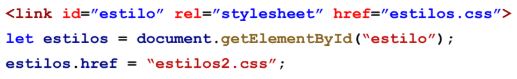 <link id=”estilo” rel=”stylesheet” href=”estilos.css”>
let estilos = document.getElementById(“estilo”);
estilos.href = “estilos2.css”;